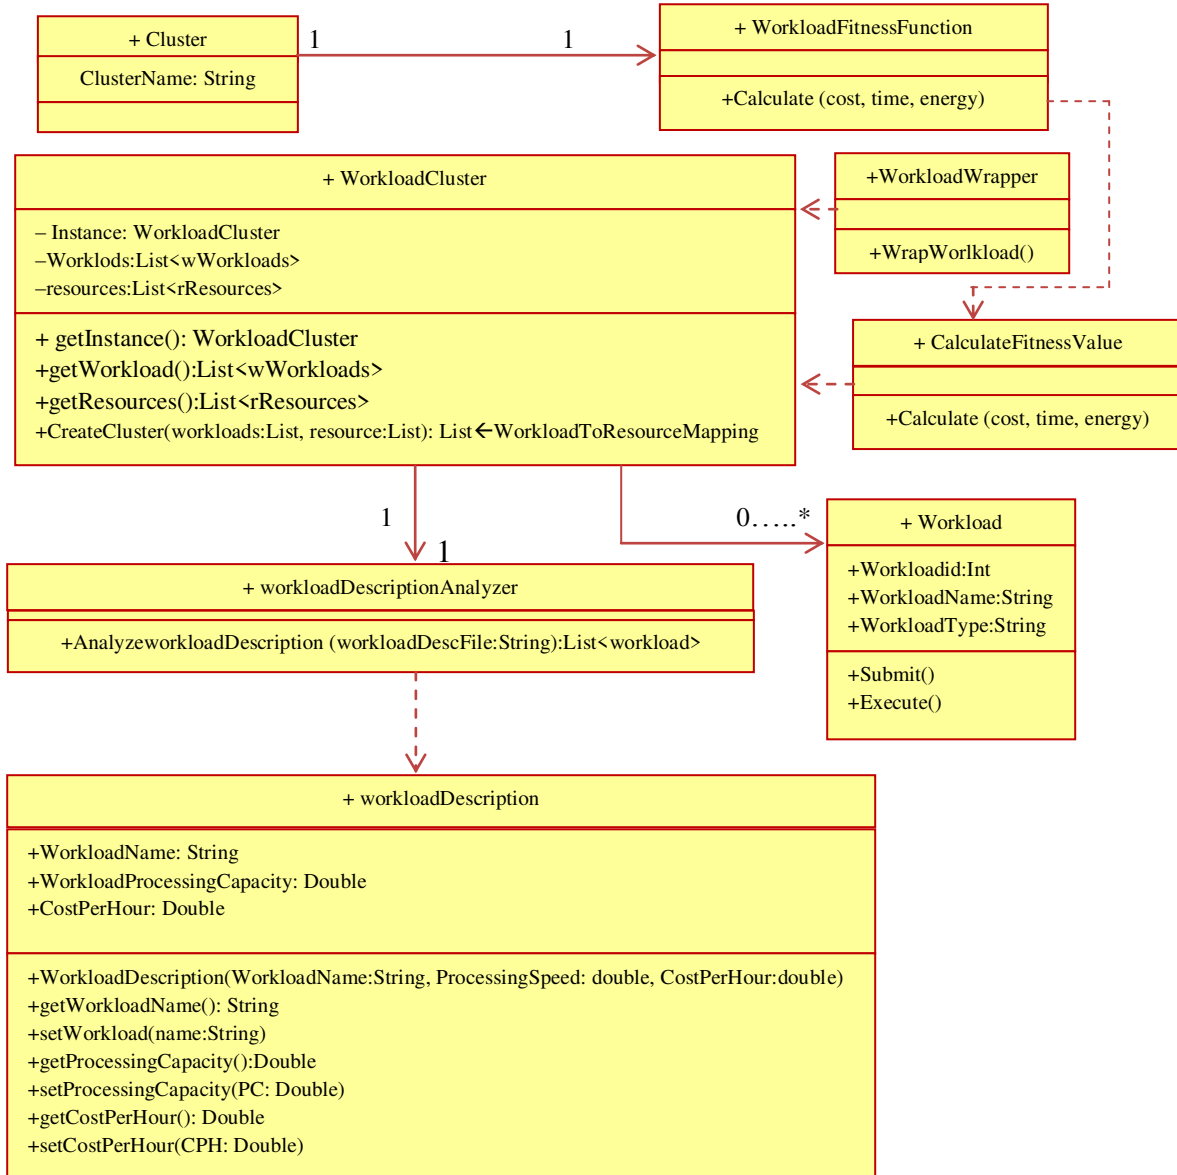 + Cluster
ClusterName: String
1
1
+ WorkloadFitnessFunction
+Calculate (cost, time, energy)
+ WorkloadCluster
– Instance: WorkloadCluster
–Worklods:List<wWorkloads>
–resources:List<rResources>
+ getInstance(): WorkloadCluster
+getWorkload():List<wWorkloads>
+getResources():List<rResources>
+CreateCluster(workloads:List, resource:List): List←WorkloadToResourceMapping
+WorkloadWrapper
+WrapWorlkload()
+ CalculateFitnessValue
+Calculate (cost, time, energy)
1
1
0.….*
+ Workload
+Workloadid:Int
+WorkloadName:String
+WorkloadType:String
+Submit()
+Execute()
+ workloadDescriptionAnalyzer
+AnalyzeworkloadDescription (workloadDescFile:String):List<workload>
+ workloadDescription
+WorkloadName: String
+WorkloadProcessingCapacity: Double
+CostPerHour: Double
+WorkloadDescription(WorkloadName:String, ProcessingSpeed: double, CostPerHour:double)
+getWorkloadName(): String
+setWorkload(name:String)
+getProcessingCapacity():Double
+setProcessingCapacity(PC: Double)
+getCostPerHour(): Double
+setCostPerHour(CPH: Double)